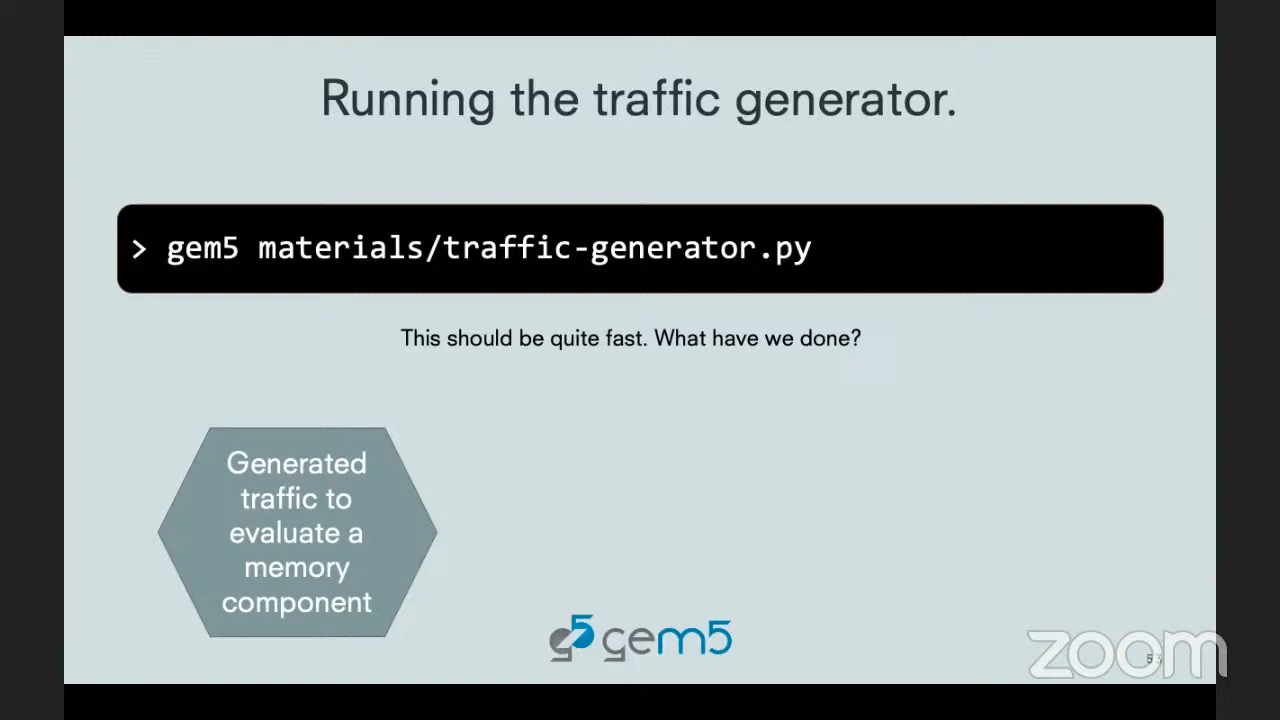 Running the traffic generator.
> gem5 materials/traffic-generator.py
This should be quite fast. What have we done?
Generated
traffic to
evaluate a
memory
component
gem5
zoom